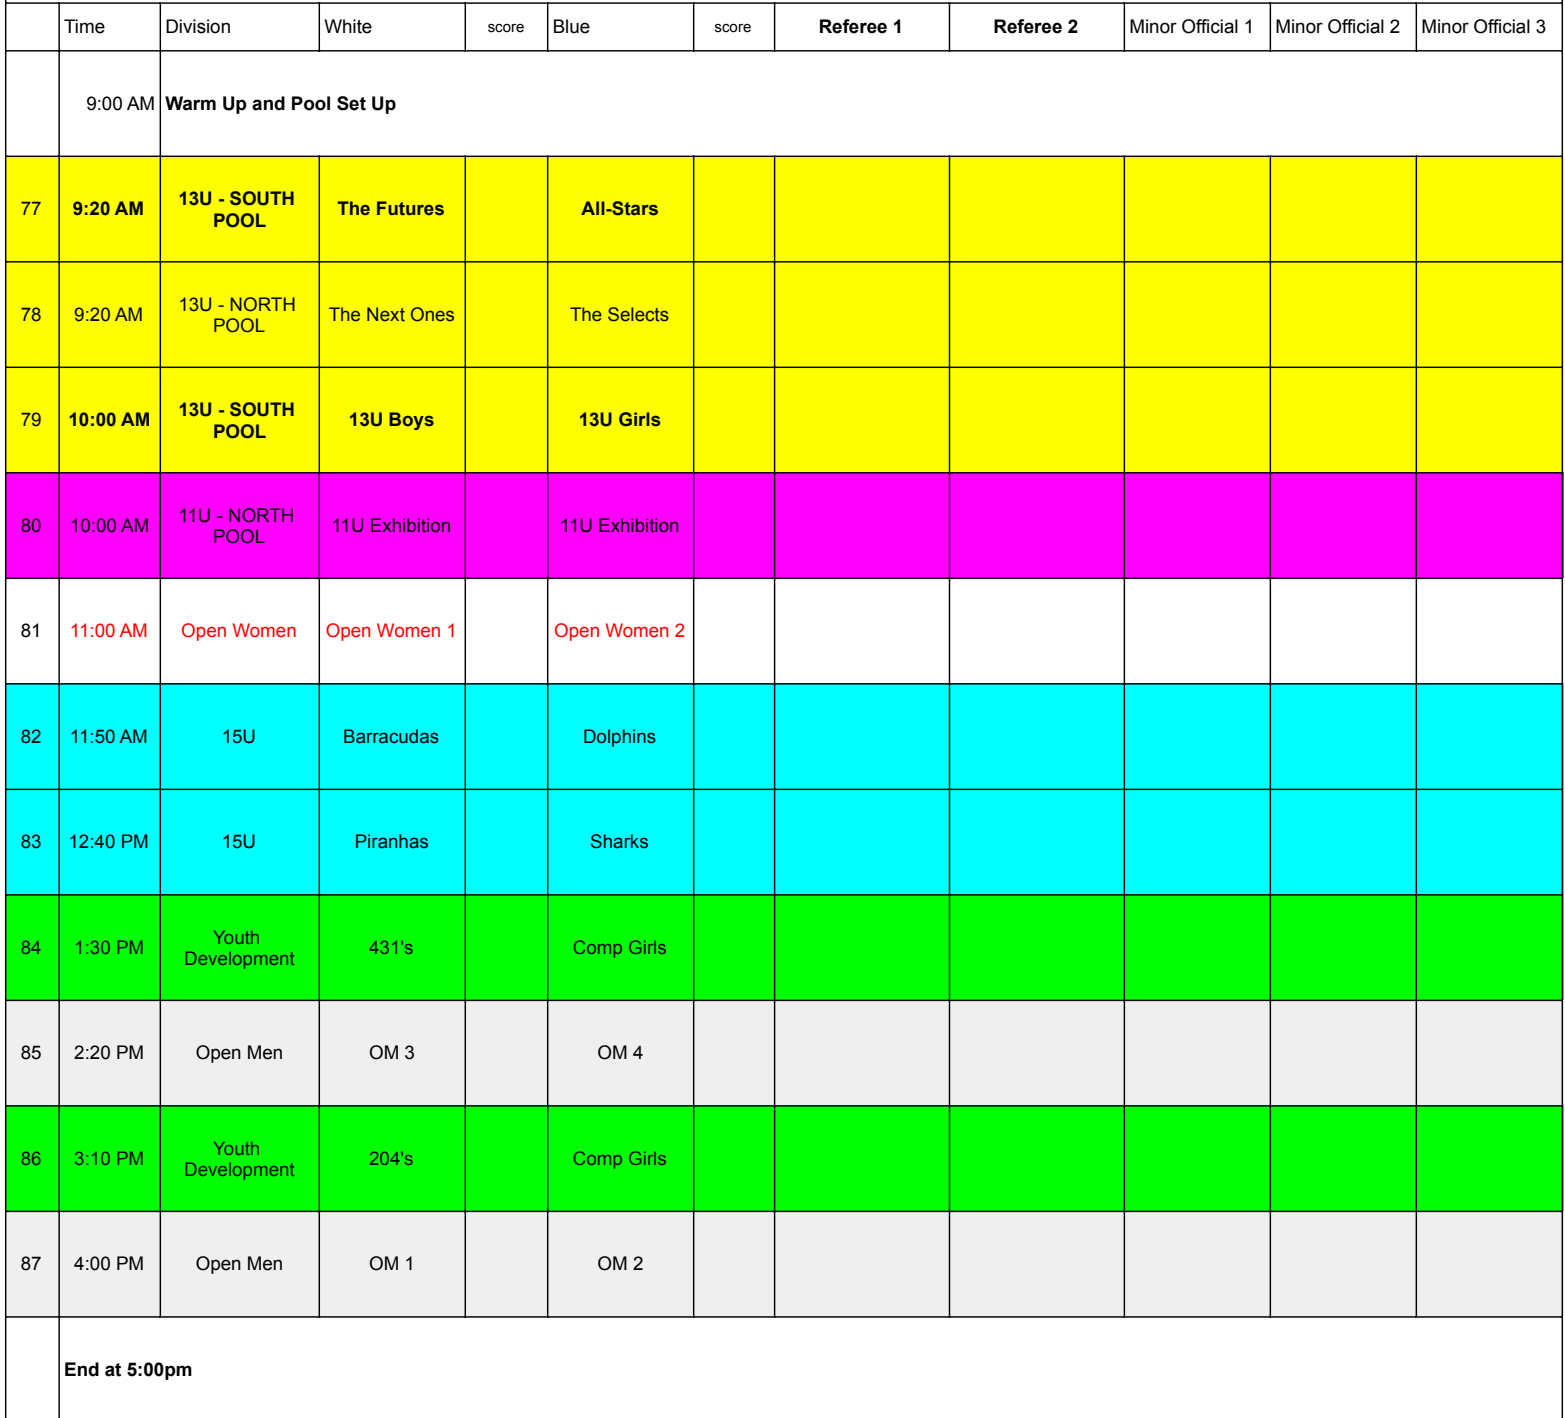 Time Division White score Blue score Referee 1 Referee 2 Minor Official 1 Minor Official 2 Minor Official 3
9:00 AM Warm Up and Pool Set Up
77 9:20 AM 13U - SOUTH POOL The Futures All-Stars
78 9:20 AM 13U - NORTH POOL The Next Ones The Selects
79 10:00 AM 13U - SOUTH POOL 13U Boys 13U Girls
80 10:00 AM 11U - NORTH POOL 11U Exhibition 11U Exhibition
81 11:00 AM Open Women Open Women 1 Open Women 2
82 11:50 AM 15U Barracudas Dolphins
83 12:40 PM 15U Piranhas Sharks
84 1:30 PM Youth Development 431's Comp Girls
85 2:20 PM Open Men OM 3 OM 4
86 3:10 PM Youth Development 204's Comp Girls
87 4:00 PM Open Men OM 1 OM 2
End at 5:00pm